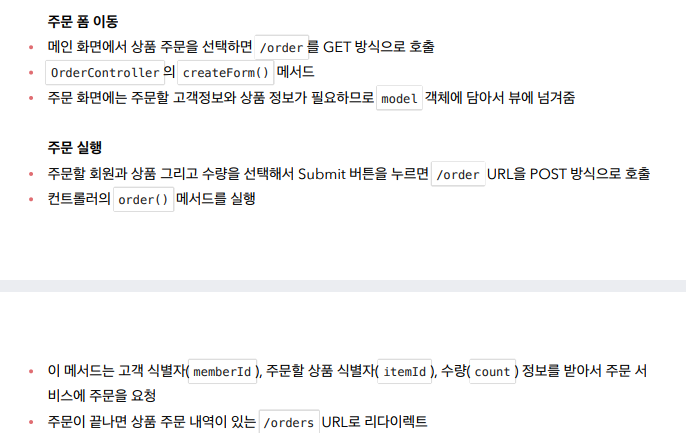 주문 폼 이동
• 메인 화면에서 상품 주문을 선택하면 /order 를 GET 방식으로 호출
• OrderController 의 createForm() 메서드
• 주문 화면에는 주문할 고객정보와 상품 정보가 필요하므로 model 객체에 담아서 뷰에 넘겨줌
주문 실행
• 주문할 회원과 상품 그리고 수량을 선택해서 Submit 버튼을 누르면 /order URL을 POST 방식으로 호출
• 컨트롤러의 order() 메서드를 실행
• 이 메서드는 고객 식별자( memberId ), 주문할 상품 식별자( itemId ), 수량( count ) 정보를 받아서 주문 서
비스에 주문을 요청
• 주문이 끝나면 상품 주문 내역이 있는 /orders URL로 리다이렉트